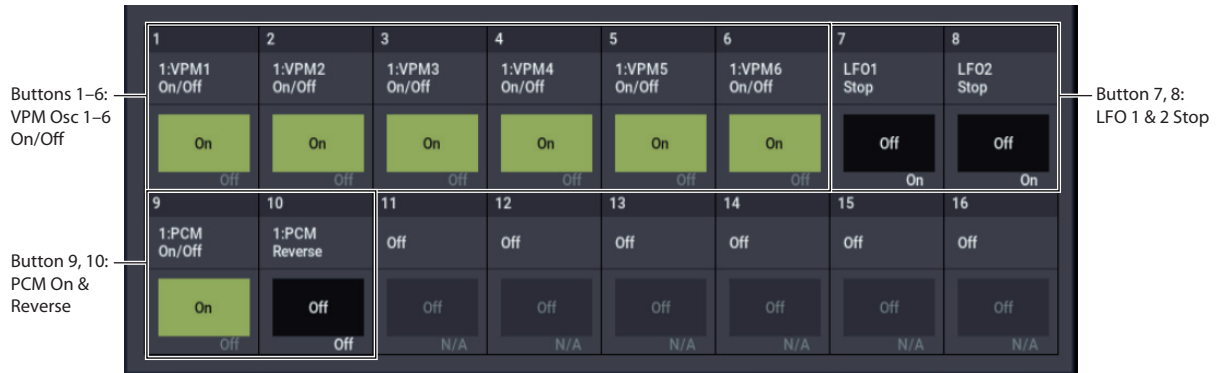 1 2 3 4 5 6 7 8
1:VPM1 On/Off
1:VPM2 On/Off
1:VPM3 On/Off
1:VPM4 On/Off
1:VPM5 On/Off
1:VPM6 On/Off
LFO1 Stop
LFO2 Stop
On On On On On On Off Off
Off Off Off Off Off Off On On
9 10 11 12 13 14 15 16
1:PCM On/Off
1:PCM Reverse
Off Off Off Off Off Off
On Off Off Off Off Off Off Off
Off Off N/A N/A N/A N/A N/A N/A
Buttons 1–6:
VPM Osc 1–6
On/Off
Button 7, 8:
LFO 1 & 2 Stop
Button 9, 10:
PCM On &
Reverse